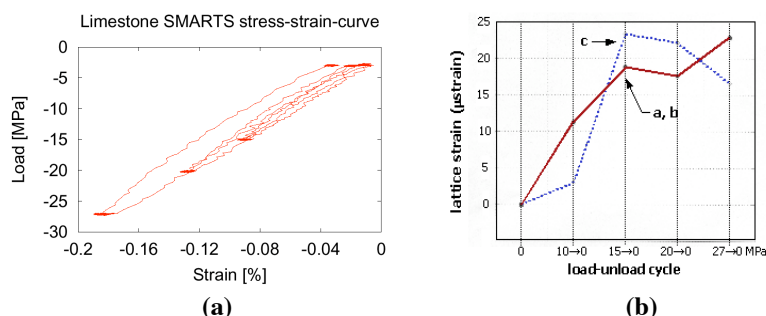 Limestone SMARTS stress-strain-curve
Load [MPa]
0
-5
-10
-15
-20
-25
-30
-0.2 -0.16 -0.12 -0.08 -0.04 0
Strain [%]
(a)
lattice strain (µstrain)
25
20
15
10
5
0
c
a, b
0 10→0 15→0 20→0 27→0 MPa
load-unload cycle
(b)